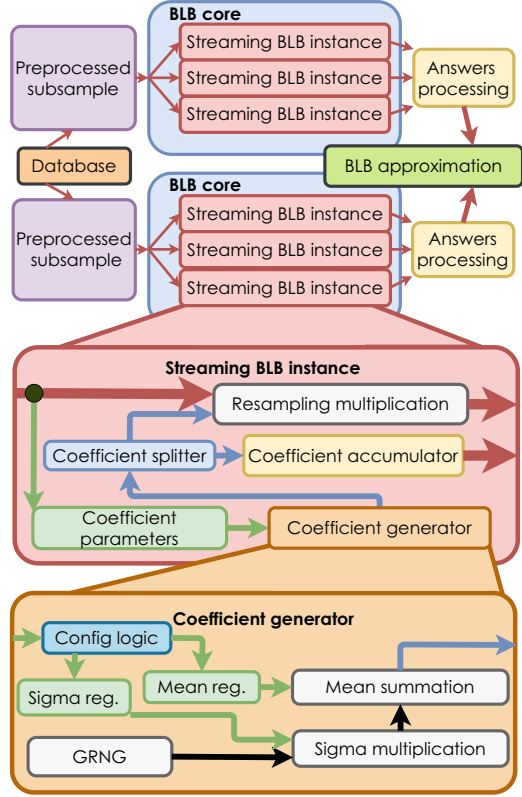 BLB core
Preprocessed
subsample
Streaming BLB instance
Streaming BLB instance
Streaming BLB instance
Answers
processing
Database
BLB approximation
BLB core
Preprocessed
subsample
Streaming BLB instance
Streaming BLB instance
Streaming BLB instance
Answers
processing
Streaming BLB instance
Resampling multiplication
Coefficient splitter
Coefficient accumulator
Coefficient
parameters
Coefficient generator
Coefficient generator
Config logic
Sigma reg.
Mean reg.
Mean summation
GRNG
Sigma multiplication